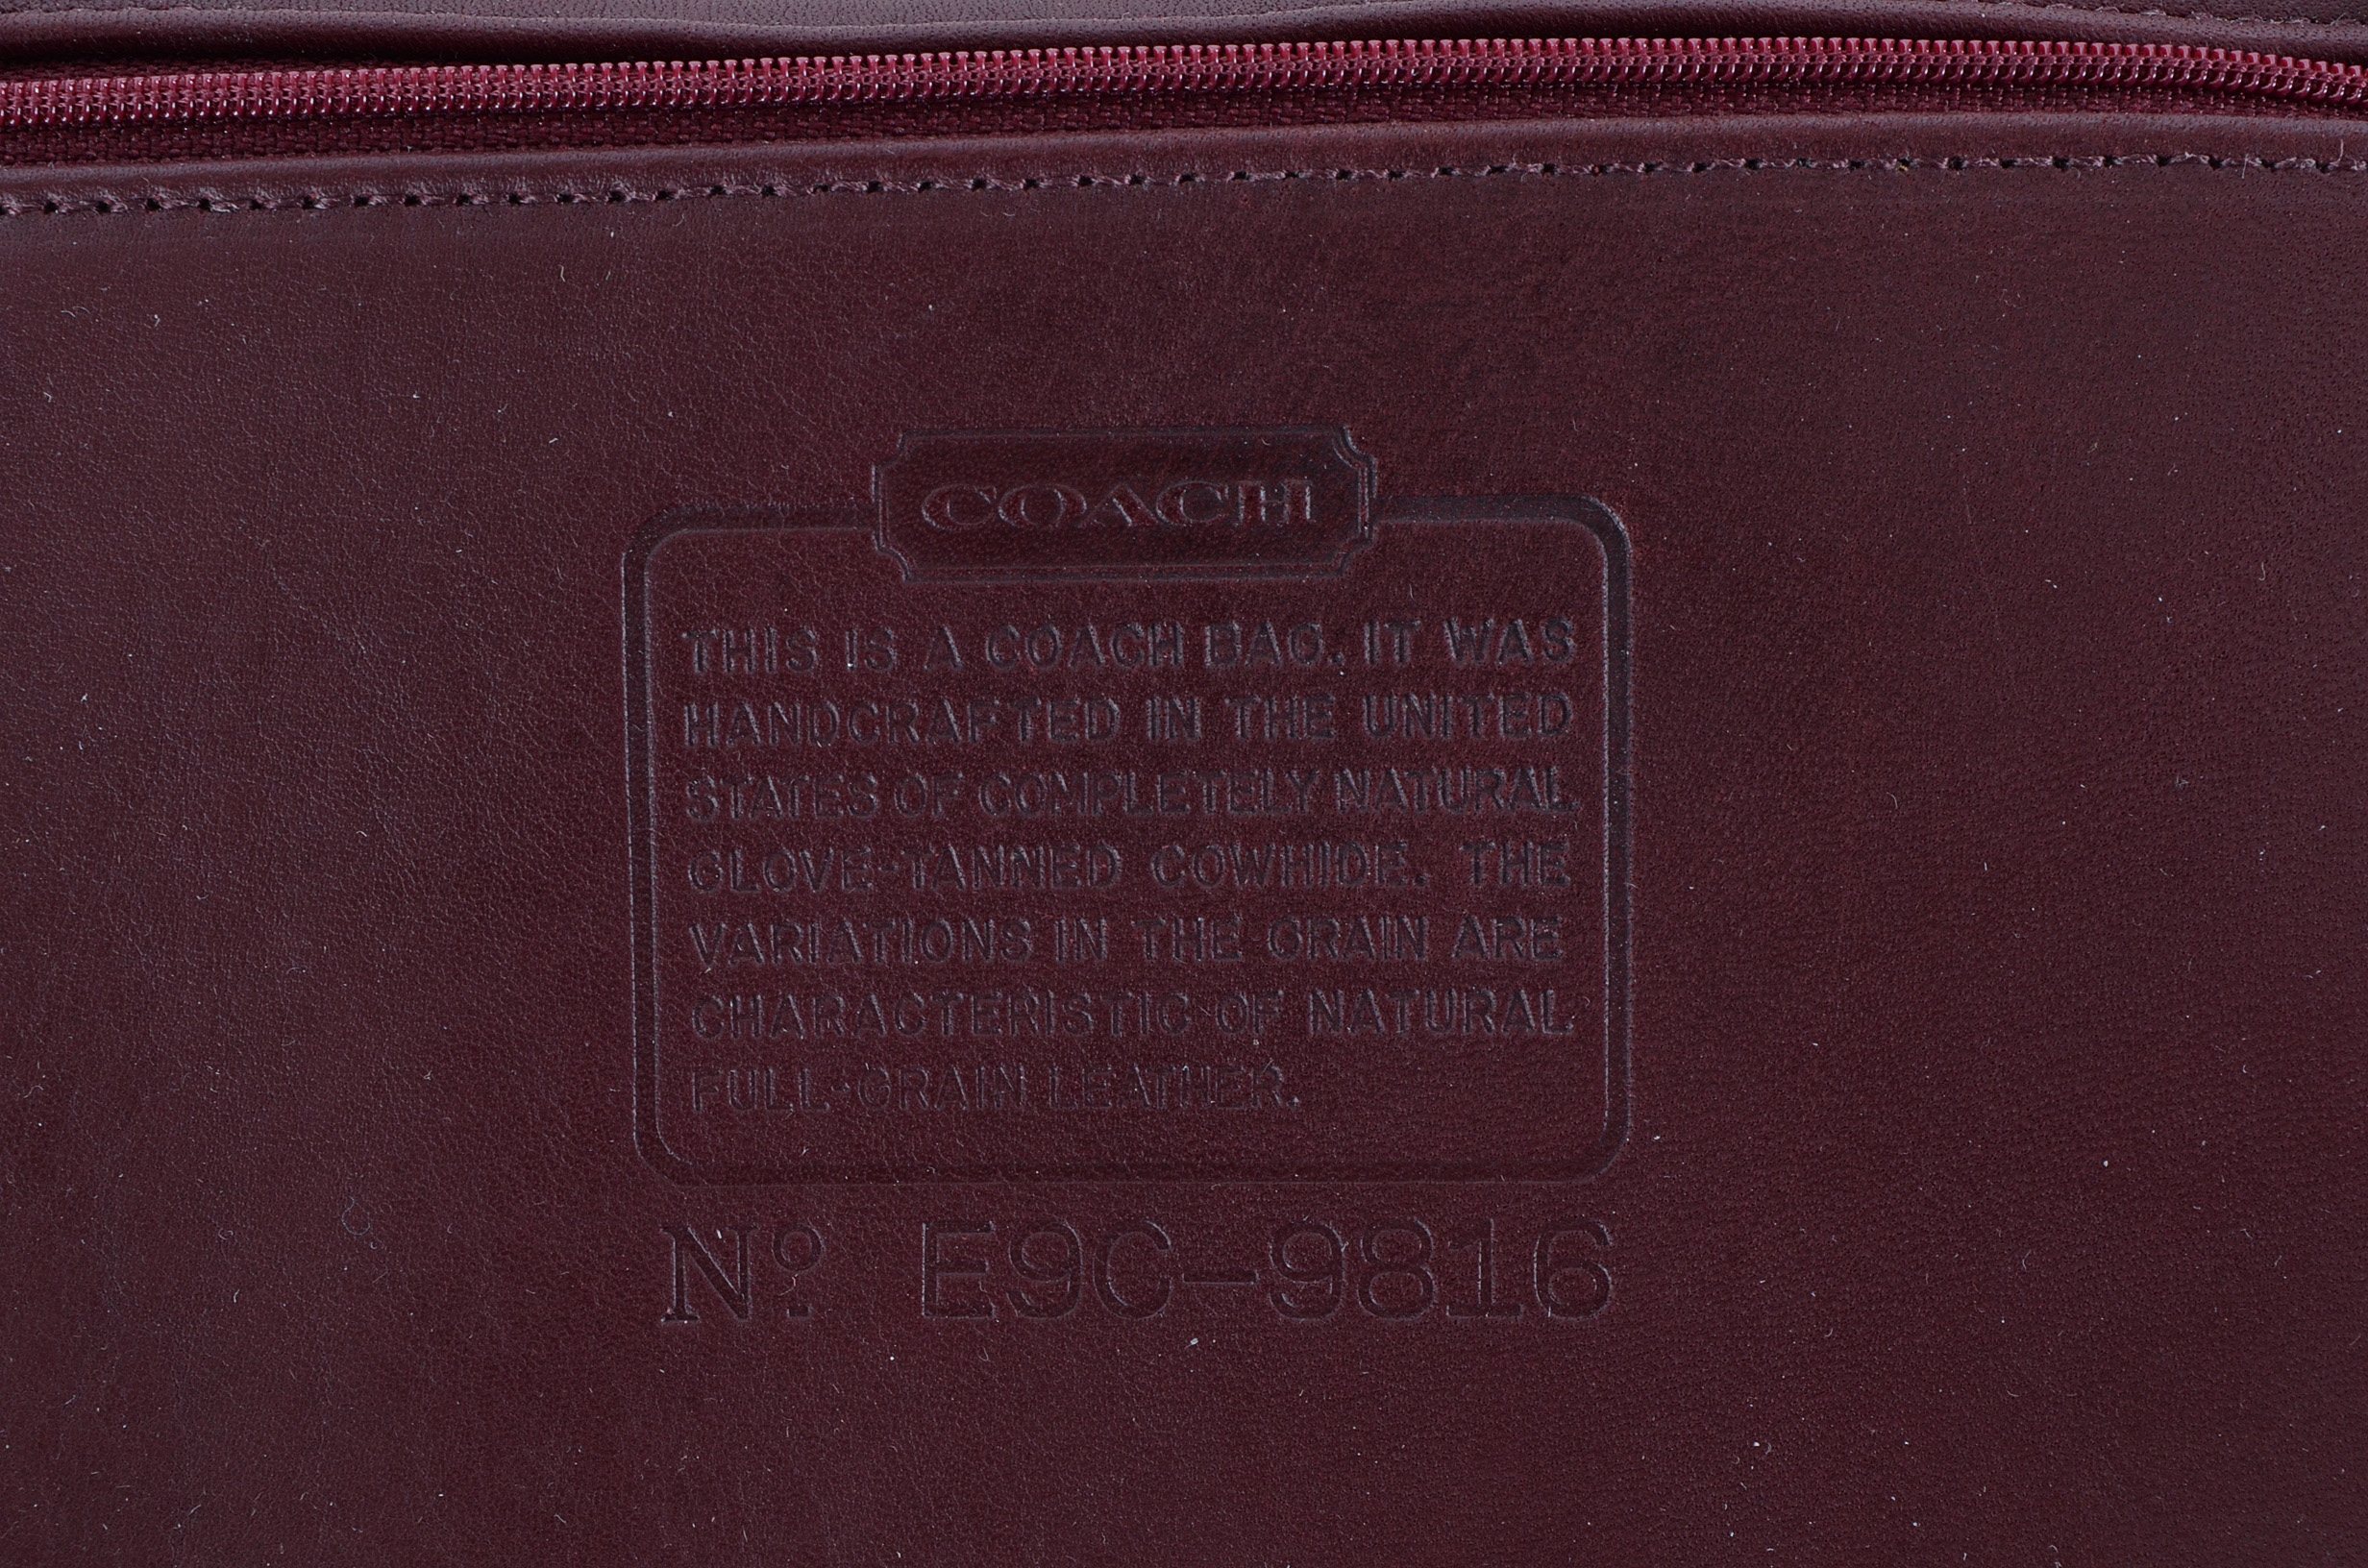 COACH
THIS IS A COACH BAG. IT WAS
HANDCRAFTED IN THE UNITED
STATES OF COMPLETELY NATURAL
GLOVE-TANNED COWHIDE. THE
VARIATIONS IN THE GRAIN ARE
CHARACTERISTIC OF NATURAL
FULL-GRAIN LEATHER.
Nº E9C-9816